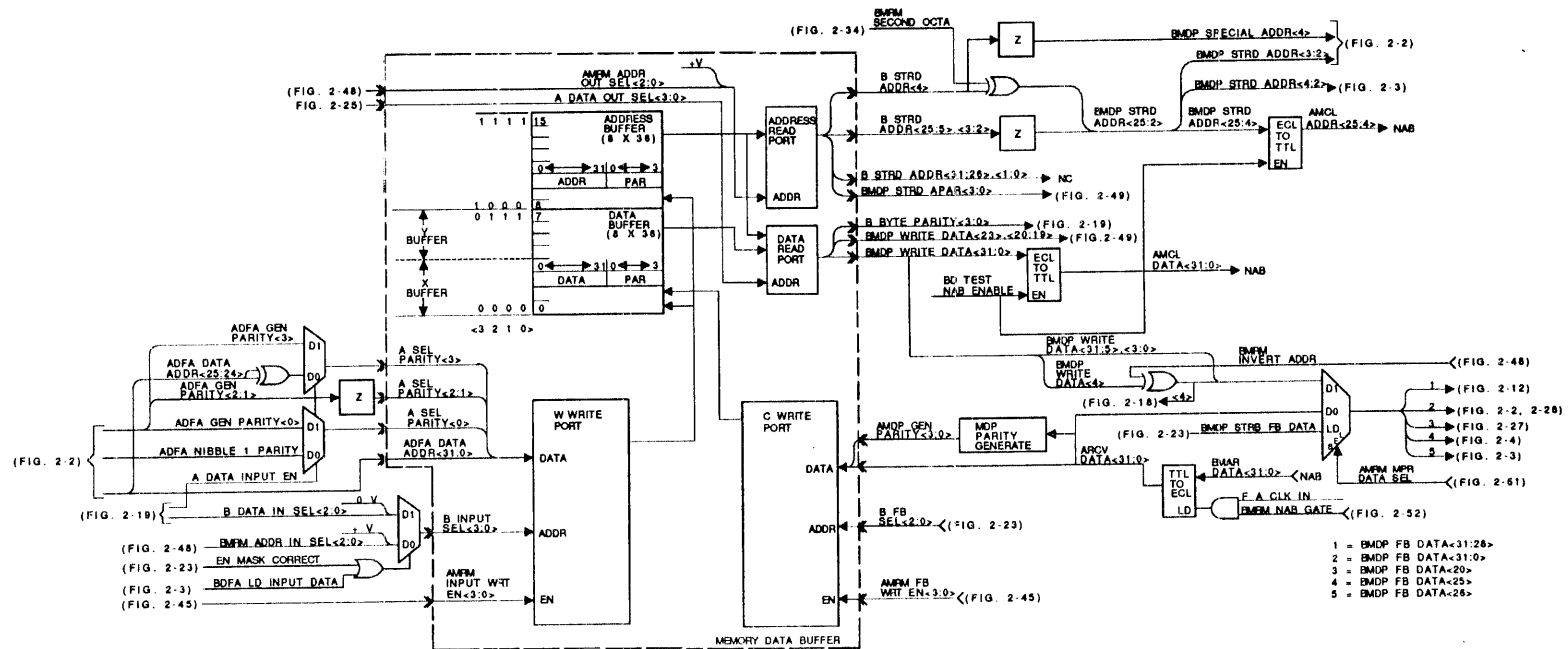 BMRM
SECOND OCTA
(FIG. 2-34)
Z
BMDP SPECIAL ADDR<4>
(FIG. 2-2)
BMDP STRD
ADDR<3:2>
+V
AMRM ADDR
OUT SEL<2:0>
B STRD
ADDR<4>
BMDP STRD ADDR<4:2>
(FIG. 2-3)
(FIG. 2-48)
(FIG. 2-25)
A DATA OUT SEL<3:0>
1 1 1 1 15
ADDRESS
BUFFER
(8 X 36)
ADDRESS
READ
PORT
B STRD
ADDR<25:5>,<3:2>
Z
BMDP STRD
ADDR<25:2>
BMDP STRD
ADDR<25:4>
ECL
TO
TTL
EN
AMCL
ADDR<25:4>
NAB
0 31 0 3
ADDR PAR
ADDR
B STRD ADDR<31:26>,<1:0>
NC
BMDP STRD APAR<3:0>
(FIG. 2-49)
1 0 0 0 8
0 1 1 1 7
DATA
BUFFER
(8 X 36)
Y
BUFFER
DATA
READ
PORT
B BYTE PARITY<3:0>
(FIG. 2-19)
BMDP WRITE DATA<23>,<20:19>
(FIG.2-49)
BMDP WRITE DATA<31:0>
ECL
TO
TTL
EN
AMCL
DATA<31:0>
NAB
0 31 0 3
DATA PAR
ADDR
X
BUFFER
BD TEST
NAB ENABLE
0 0 0 0 0
<3 2 1 0>
ADFA GEN
PARITY<3>
D1
D0
A SEL
PARITY<3>
BMDP WRITE
DATA<31:5>,<3:0>
BMRM
INVERT ADDR
(FIG. 2-48)
ADFA DATA
ADDR<25:24>
ADFA GEN
PARITY<2:1>
Z
A SEL
PARITY<2:1>
BMDP
WRITE
DATA<4>
(FIG. 2-18)
<4>
D1
D0
LD
1
(FIG. 2-12)
2
(FIG. 2-2, 2-28)
3
(FIG. 2-27)
4
(FIG. 2-4)
5
(FIG. 2-3)
A SEL
PARITY<0>
ADFA GEN PARITY<0>
D1
D0
W WRITE
PORT
C WRITE
PORT
AMDP GEN
PARITY<3:0>
MDP
PARITY
GENERATE
(FIG. 2-23)
BMDP STRB FB DATA
ADFA DATA
ADDR<31:0>
ADFA NIBBLE 1 PARITY
(FIG. 2-2)
DATA
DATA
ARCV
DATA<31:0>
TTL
TO
ECL
LD
BMAR
DATA<31:0>
NAB
AMRM MPR
DATA SEL
(FIG. 2-61)
A DATA INPUT EN
(FIG. 2-19)
0 V
B DATA IN SEL<2:0>
D1
D0
B INPUT
SEL<3:0>
ADDR
ADDR
B FB
SEL<2:0>
(FIG. 2-23)
F A CLK IN
BMRM NAB GATE
(FIG. 2-52)
+ V
(FIG. 2-48)
BMRM ADDR IN SEL<2:0>
(FIG. 2-23)
EN MASK CORRECT
(FIG. 2-3)
BDFA LD INPUT DATA
(FIG. 2-45)
AMRM
INPUT WRT
EN<3:0>
EN
EN
AMRM FB
WRT EN<3:0>
(FIG. 2-45)
1 = BMDP FB DATA<31:28>
2 = BMDP FB DATA<31:0>
3 = BMDP FB DATA<20>
4 = BMDP FB DATA<25>
5 = BMDP FB DATA<26>
MEMORY DATA BUFFER